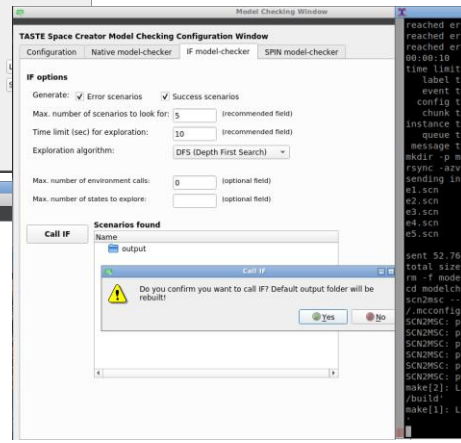 Model Checking Window
TASTE Space Creator Model Checking Configuration Window
Configuration Native model-checker IF model-checker SPIN model-checker
IF options
Generate: Error scenarios Success scenarios
Max. number of scenarios to look for: 5 (recommended field)
Time limit (sec) for exploration: 10 (recommended field)
Exploration algorithm: DFS (Depth First Search)
Max. number of environment calls: 0 (optional field)
Max. number of states to explore: (optional field)
Call IF
Scenarios found
Name
output
Call IF
Do you confirm you want to call IF? Default output folder will be
rebuilt!
Yes No
reached er
reached er
reached er
00:00:10
time limit
label t
event t
config t
chunk t
instance t
queue t
message t
mkdir -p m
rsync -azv
sending in
e1.scn
e2.scn
e3.scn
e4.scn
e5.scn
sent 52.76
total size
rm -f mode
cd modelch
scn2msc --
/.mcconfig
SCN2MSC: p
SCN2MSC: p
SCN2MSC: p
SCN2MSC: p
SCN2MSC: p
make[2]: L
/build'
make[1]: L